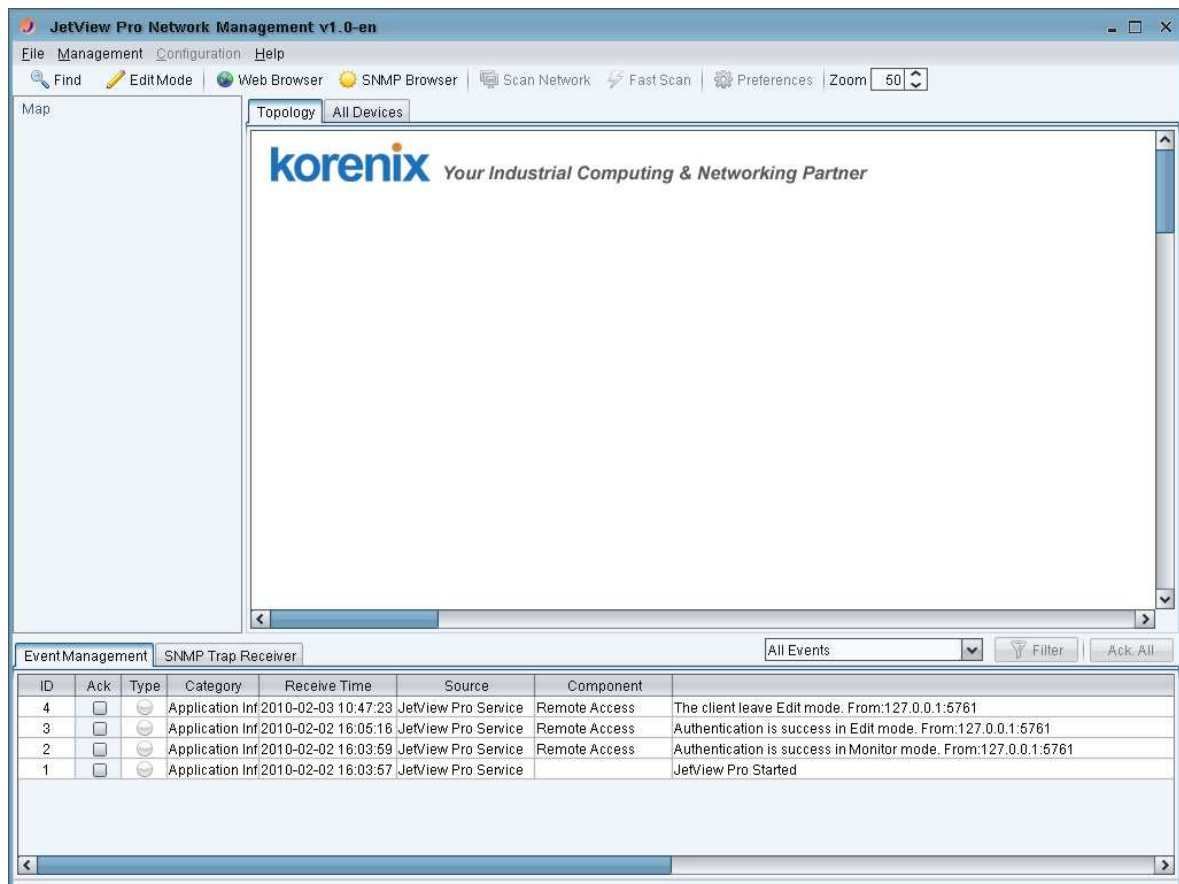 JetView Pro Network Management v1.0-en
File Management Configuration Help
Find Edit Mode Web Browser SNMP Browser Scan Network Fast Scan Preferences Zoom 50
Map
Topology All Devices
korenix Your Industrial Computing & Networking Partner
Event Management SNMP Trap Receiver All Events Filter Ack. All
ID Ack Type Category Receive Time Source Component
4 Application Inf 2010-02-03 10:47:23 JetView Pro Service Remote Access The client leave Edit mode. From:127.0.0.1:5761
3 Application Inf 2010-02-02 16:05:16 JetView Pro Service Remote Access Authentication is success in Edit mode. From:127.0.0.1:5761
2 Application Inf 2010-02-02 16:03:59 JetView Pro Service Remote Access Authentication is success in Monitor mode. From:127.0.0.1:5761
1 Application Inf 2010-02-02 16:03:57 JetView Pro Service JetView Pro Started